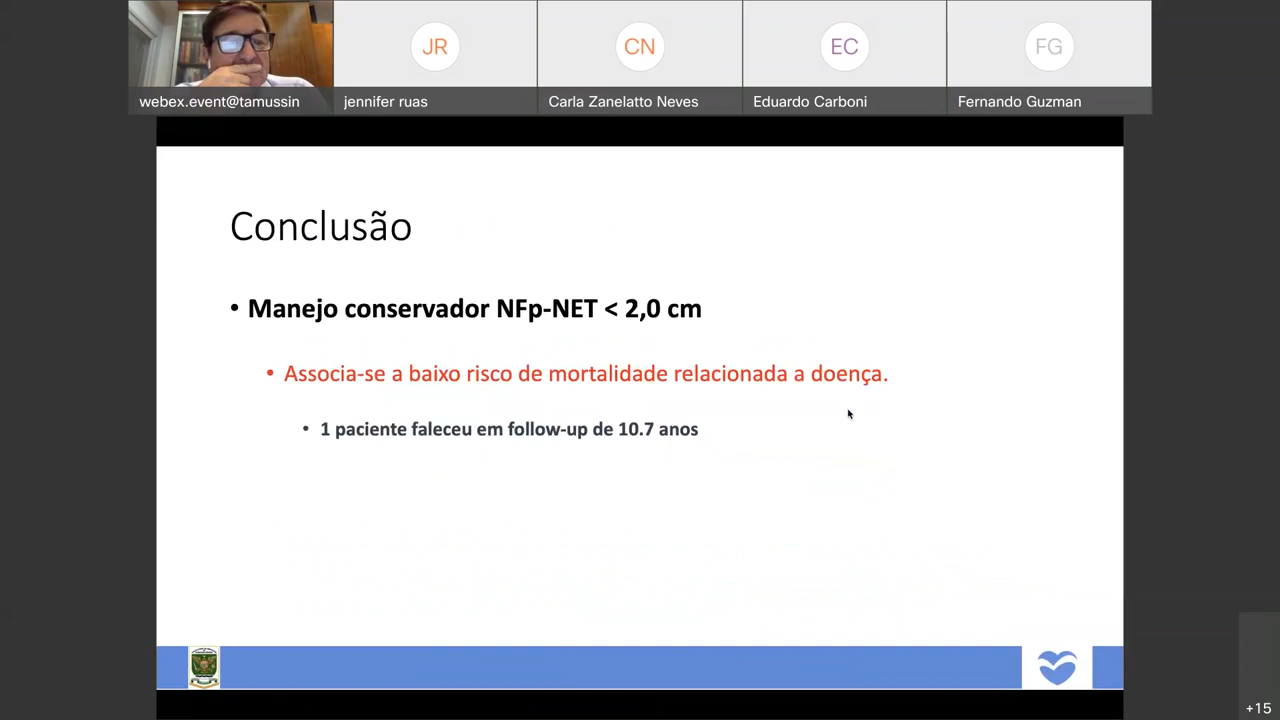 JR
CN
EC
FG
webex.event@tamussin
jennifer ruas
Carla Zanelatto Neves
Eduardo Carboni
Fernando Guzman
Conclusão
• Manejo conservador NFp-NET < 2,0 cm
• Associa-se a baixo risco de mortalidade relacionada a doença.
• 1 paciente faleceu em follow-up de 10.7 anos
+15